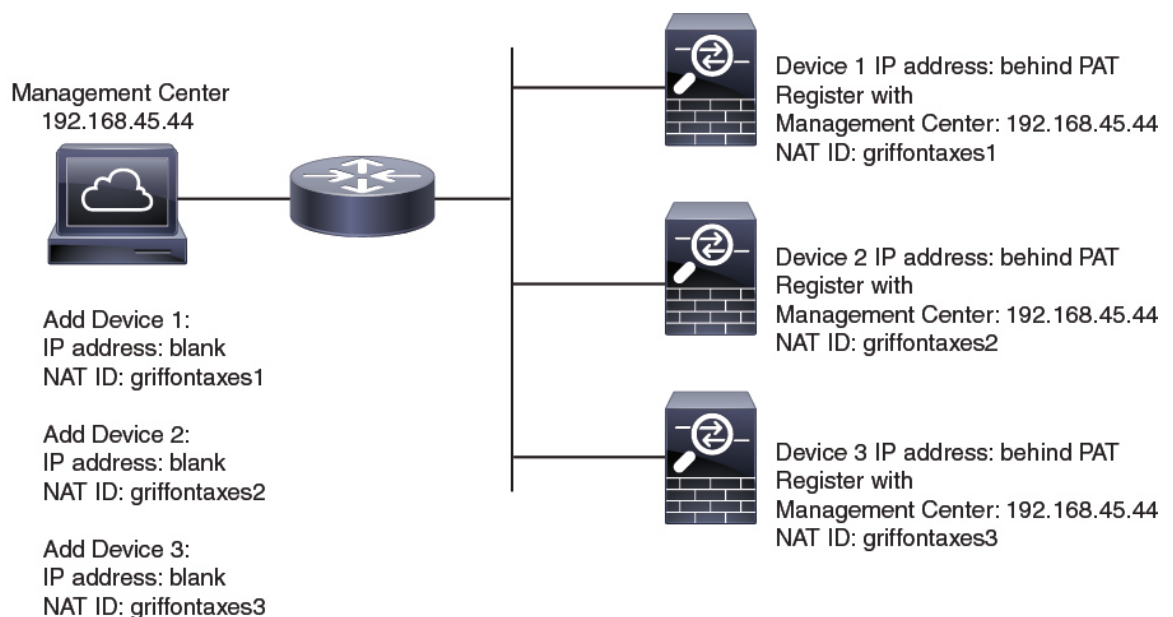 Management Center
192.168.45.44
Add Device 1:
IP address: blank
NAT ID: griffontaxes1
Add Device 2:
IP address: blank
NAT ID: griffontaxes2
Add Device 3:
IP address: blank
NAT ID: griffontaxes3
Device 1 IP address: behind PAT
Register with
Management Center: 192.168.45.44
NAT ID: griffontaxes1
Device 2 IP address: behind PAT
Register with
Management Center: 192.168.45.44
NAT ID: griffontaxes2
Device 3 IP address: behind PAT
Register with
Management Center: 192.168.45.44
NAT ID: griffontaxes3